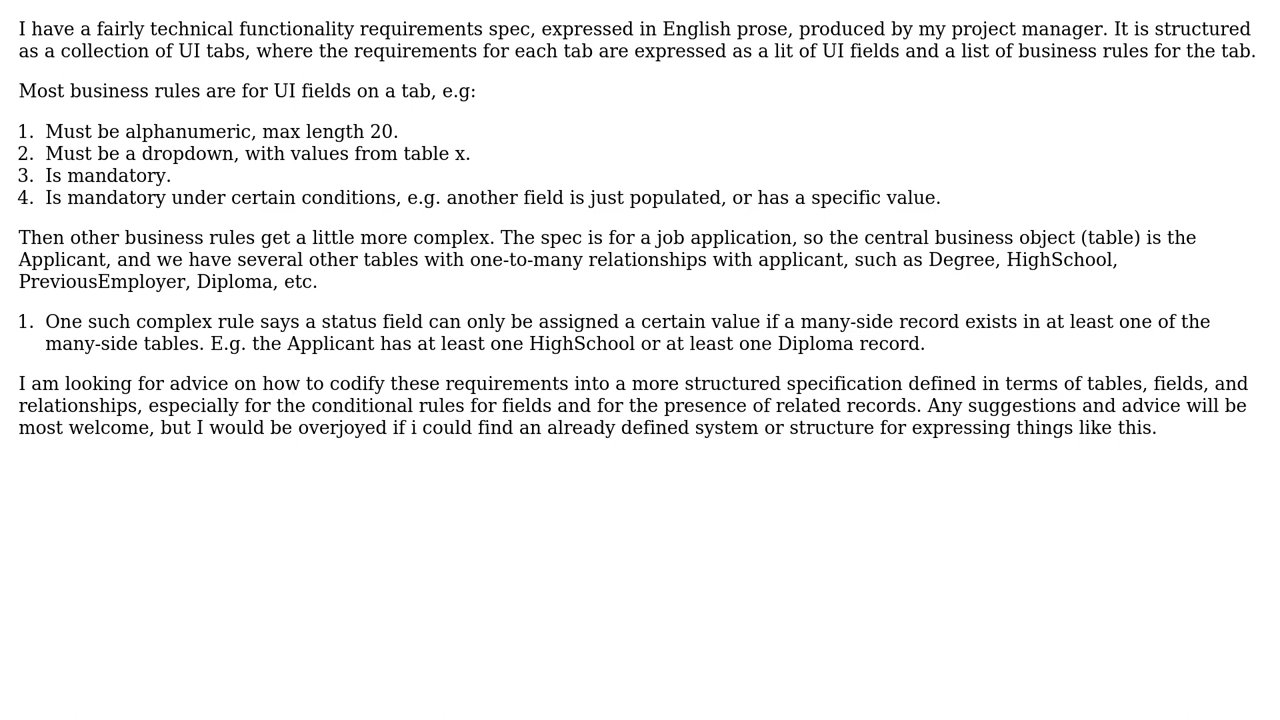 I have a fairly technical functionality requirements spec, expressed in English prose, produced by my project manager. It is structured
as a collection of UI tabs, where the requirements for each tab are expressed as a lit of UI fields and a list of business rules for the tab.
Most business rules are for UI fields on a tab, e.g:
1. Must be alphanumeric, max length 20.
2. Must be a dropdown, with values from table x.
3. Is mandatory.
4. Is mandatory under certain conditions, e.g. another field is just populated, or has a specific value.
Then other business rules get a little more complex. The spec is for a job application, so the central business object (table) is the
Applicant, and we have several other tables with one-to-many relationships with applicant, such as Degree, HighSchool,
PreviousEmployer, Diploma, etc.
1. One such complex rule says a status field can only be assigned a certain value if a many-side record exists in at least one of the
many-side tables. E.g. the Applicant has at least one HighSchool or at least one Diploma record.
I am looking for advice on how to codify these requirements into a more structured specification defined in terms of tables, fields, and
relationships, especially for the conditional rules for fields and for the presence of related records. Any suggestions and advice will be
most welcome, but I would be overjoyed if i could find an already defined system or structure for expressing things like this.